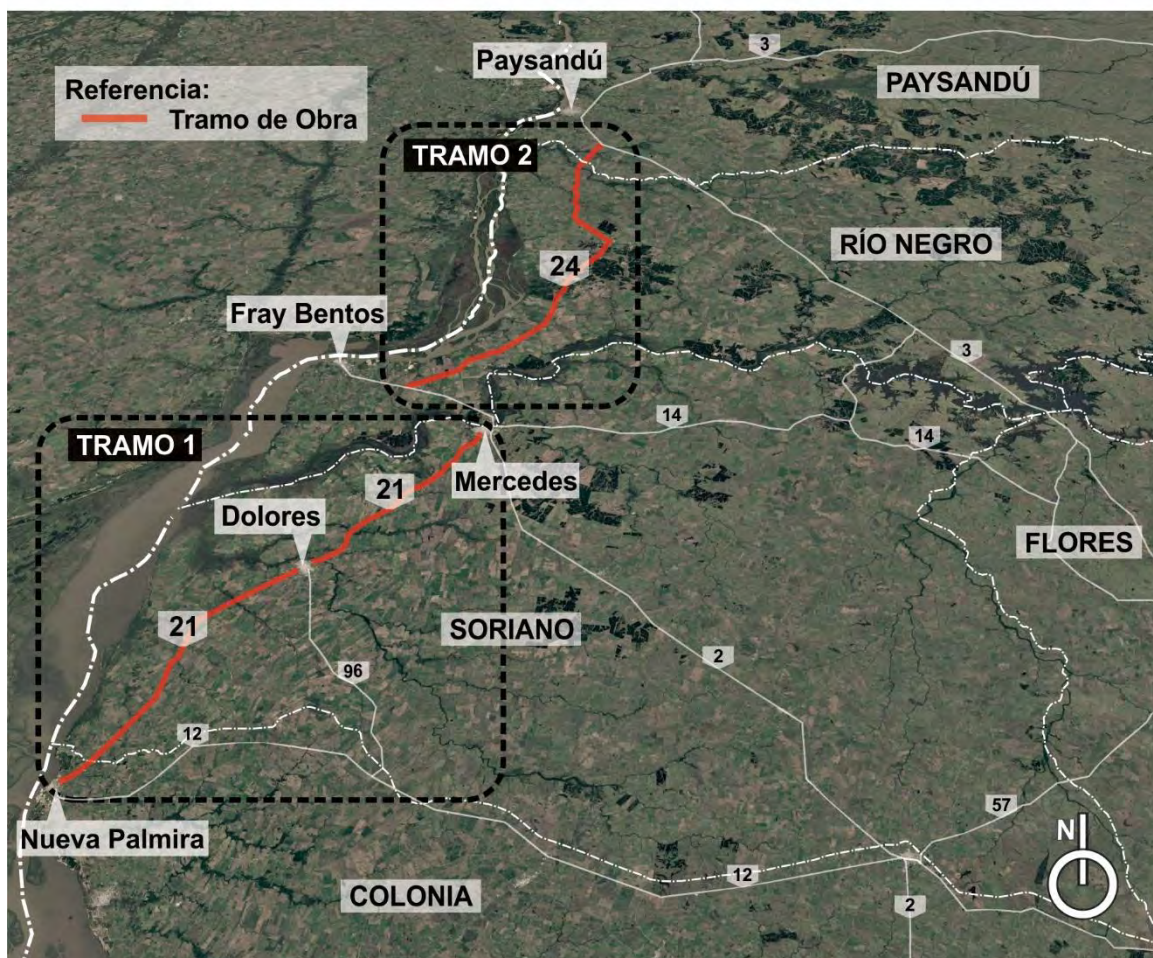 Paysandú
3
Referencia:
Tramo de Obra
PAYSANDÚ
TRAMO 2
RÍO NEGRO
24
Fray Bentos
3
14
14
TRAMO 1
Mercedes
21
Dolores
FLORES
21
SORIANO
2
96
12
57
N
Nueva Palmira
12
COLONIA
2